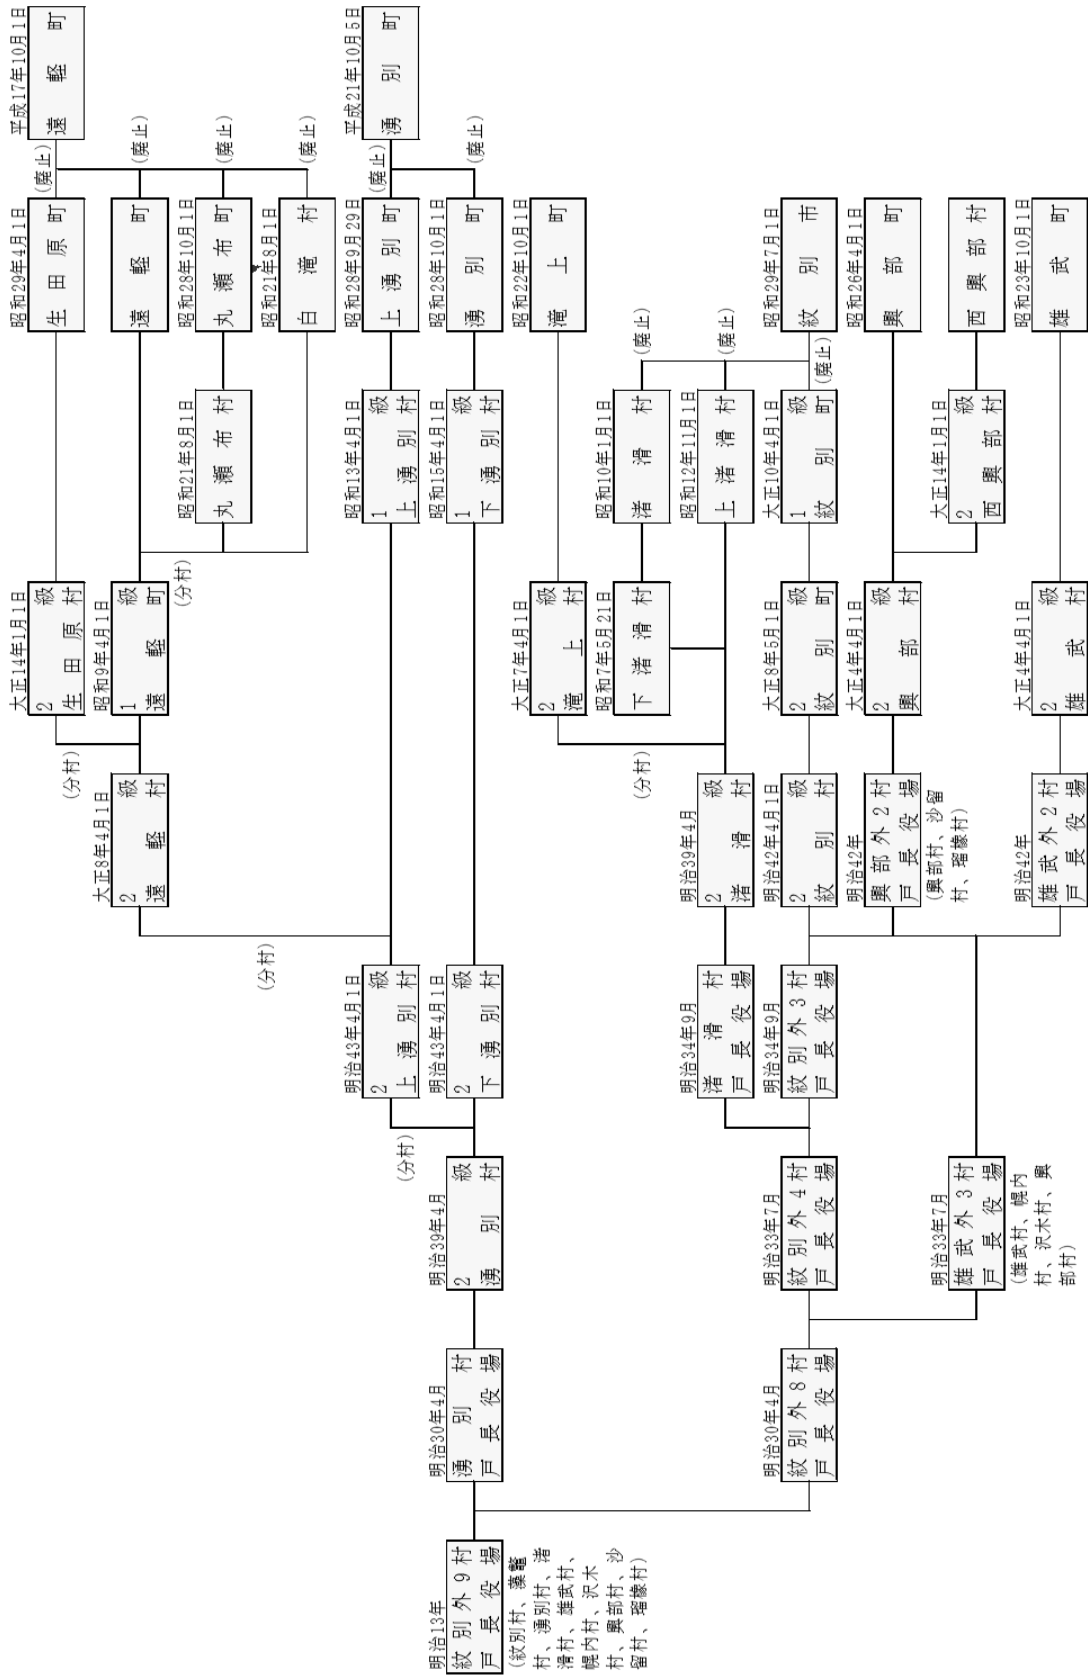 明治13年
紋別外9村
戸長役場
(紋別村、藻鼈
村、湧別村、渚
滑村、雄武村、
幌内村、沢木
村、興部村、沙
留村、瑠橡村)
明治30年4月
湧別村
戸長役場
明治30年4月
紋別外8村
戸長役場
明治39年4月
2級
湧別村
明治33年7月
紋別外4村
戸長役場
明治33年7月
雄武外3村
戸長役場
(雄武村、幌内
村、沢木村、興
部村)
(分村)
明治43年4月1日
2級
上湧別村
明治43年4月1日
2級
下湧別村
明治34年9月
渚滑村
戸長役場
明治34年9月
紋別外3村
戸長役場
(分村)
大正8年4月1日
2級
遠軽村
明治39年4月
2級
渚滑村
明治42年4月1日
2級
紋別村
明治42年
興部外2村
戸長役場
(興部村、沙留
村、瑠橡村)
明治42年
雄武外2村
戸長役場
(分村)
(分村)
大正14年1月1日
2級
生田原村
昭和9年4月1日
1級
遠軽町
大正7年4月1日
2級
滝上村
昭和7年5月21日
下渚滑村
大正8年5月1日
2級
紋別町
大正4年4月1日
2級
興部村
大正4年4月1日
2級
雄武村
(分村)
昭和21年8月1日
丸瀬布村
昭和13年4月1日
1級
上湧別村
昭和15年4月1日
1級
下湧別村
昭和10年1月1日
渚滑村
昭和12年11月1日
上渚滑村
大正10年4月1日
1級
紋別町
大正14年1月1日
2級
西興部村
(廃止)
(廃止)
(廃止)
昭和29年4月1日
生田原町
遠軽町
昭和28年10月1日
丸瀬布町
昭和21年8月1日
白滝村
昭和28年9月29日
上湧別町
昭和28年10月1日
湧別町
昭和22年10月1日
滝上町
昭和29年7月1日
紋別市
昭和26年4月1日
興部町
西興部村
昭和23年10月1日
雄武町
(廃止)
(廃止)
(廃止)
(廃止)
(廃止)
(廃止)
平成17年10月1日
遠軽町
平成21年10月5日
湧別町